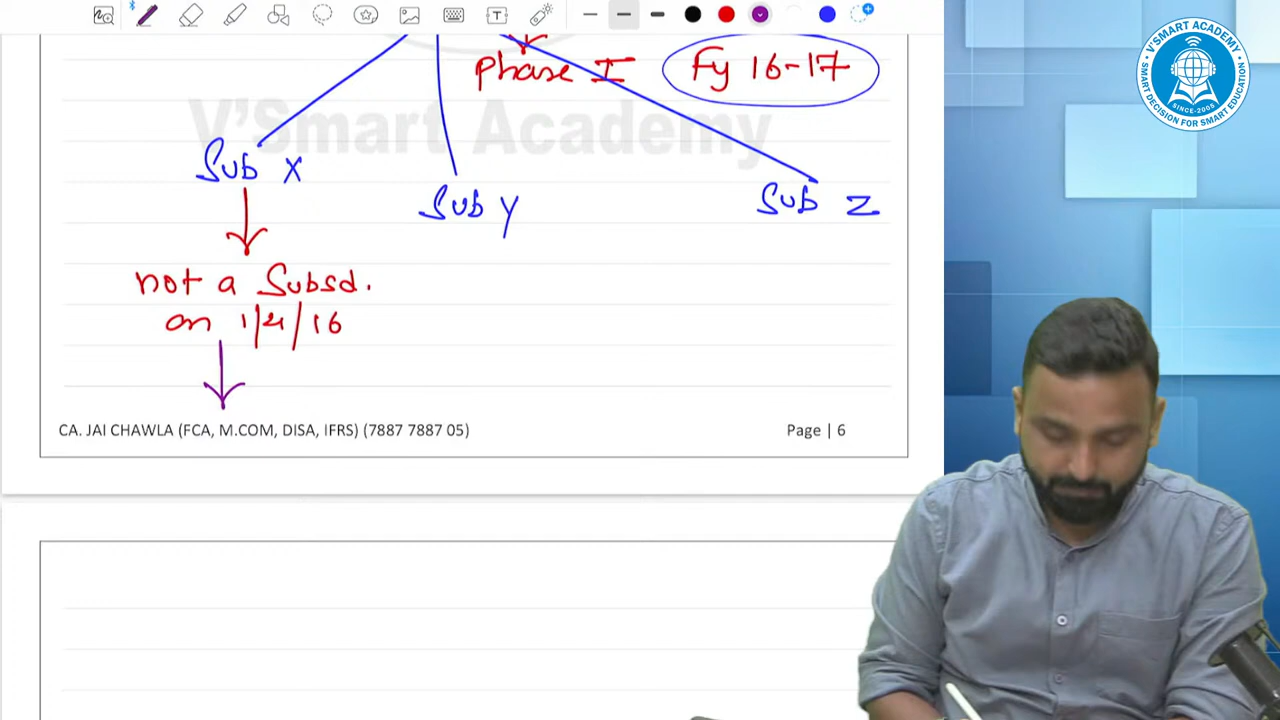 Phase I Fy 16-17
V'Smart Academy
Sub X
Sub Y
Sub Z
not a Subsd.
on 1/4/16
CA. JAI CHAWLA (FCA, M.COM, DISA, IFRS) (7887 7887 05)
Page | 6
V'SMART ACADEMY
SINCE-2005
SMART DECISION FOR SMART EDUCATION